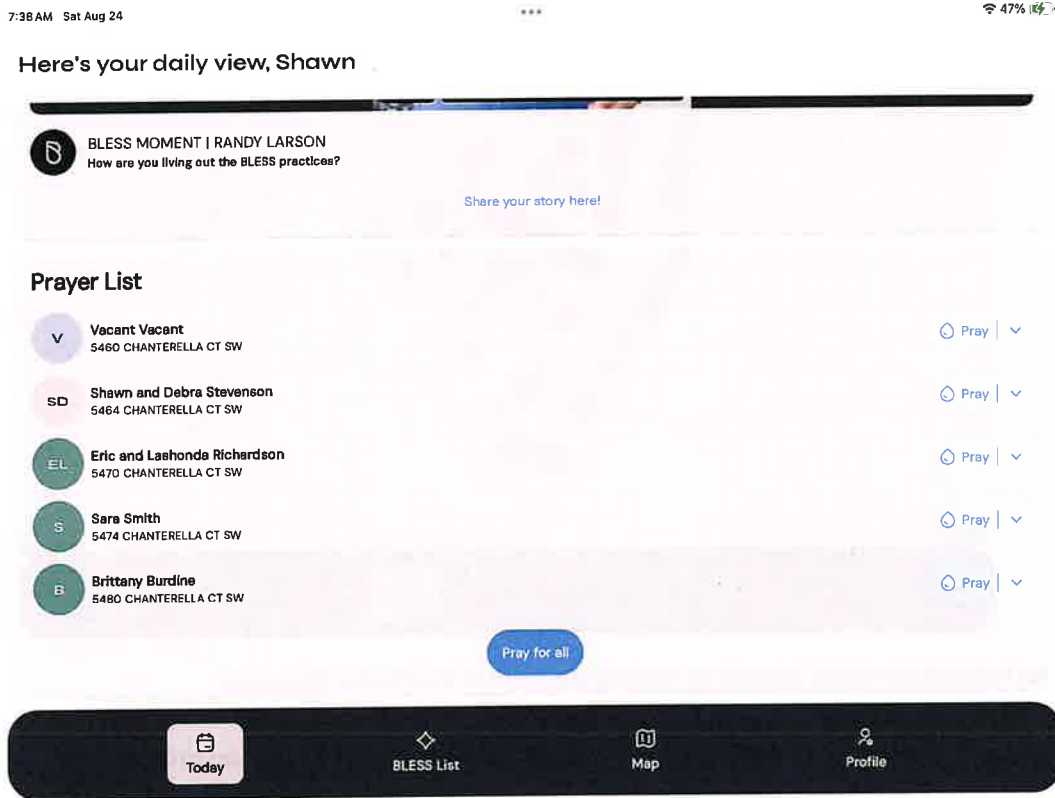 7:38 AM Sat Aug 24
47%
Here's your daily view, Shawn
BLESS MOMENT | RANDY LARSON
How are you living out the BLESS practices?
Share your story here!
Prayer List
V
Vacant Vacant
5460 CHANTERELLA CT SW
Pray
SD
Shawn and Debra Stevenson
5464 CHANTERELLA CT SW
Pray
EL
Eric and Lashonda Richardson
5470 CHANTERELLA CT SW
Pray
S
Sara Smith
5474 CHANTERELLA CT SW
Pray
B
Brittany Burdine
5480 CHANTERELLA CT SW
Pray
Pray for all
Today
BLESS List
Map
Profile